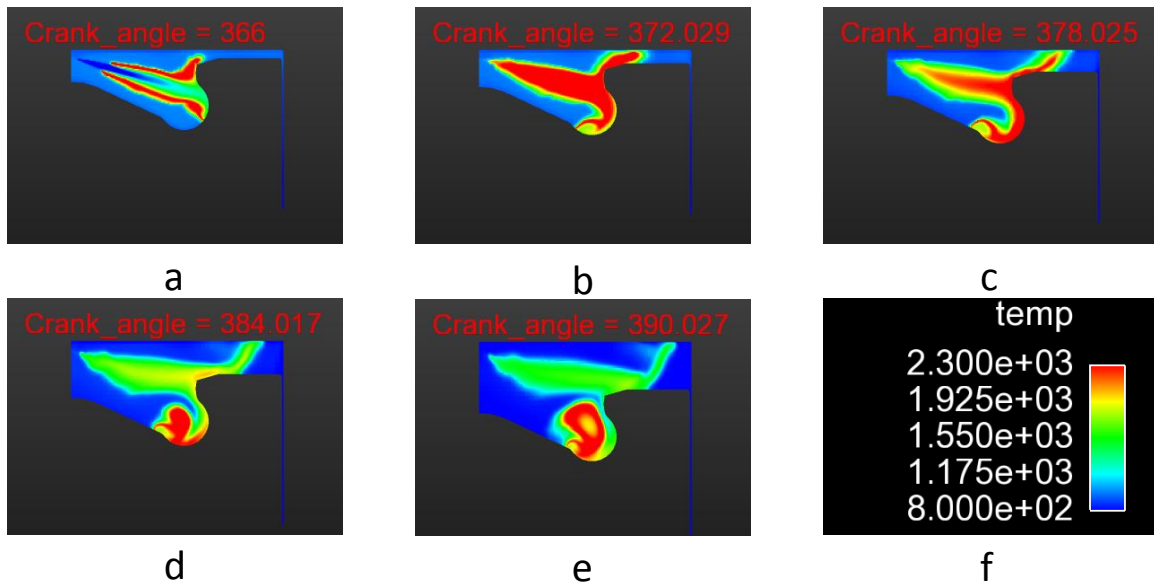 Crank_angle = 366
Crank_angle = 372.029
Crank_angle = 378.025
a
b
c
Crank_angle = 384.017
Crank_angle = 390.027
temp
2.300e+03
1.925e+03
1.550e+03
1.175e+03
8.000e+02
d
e
f